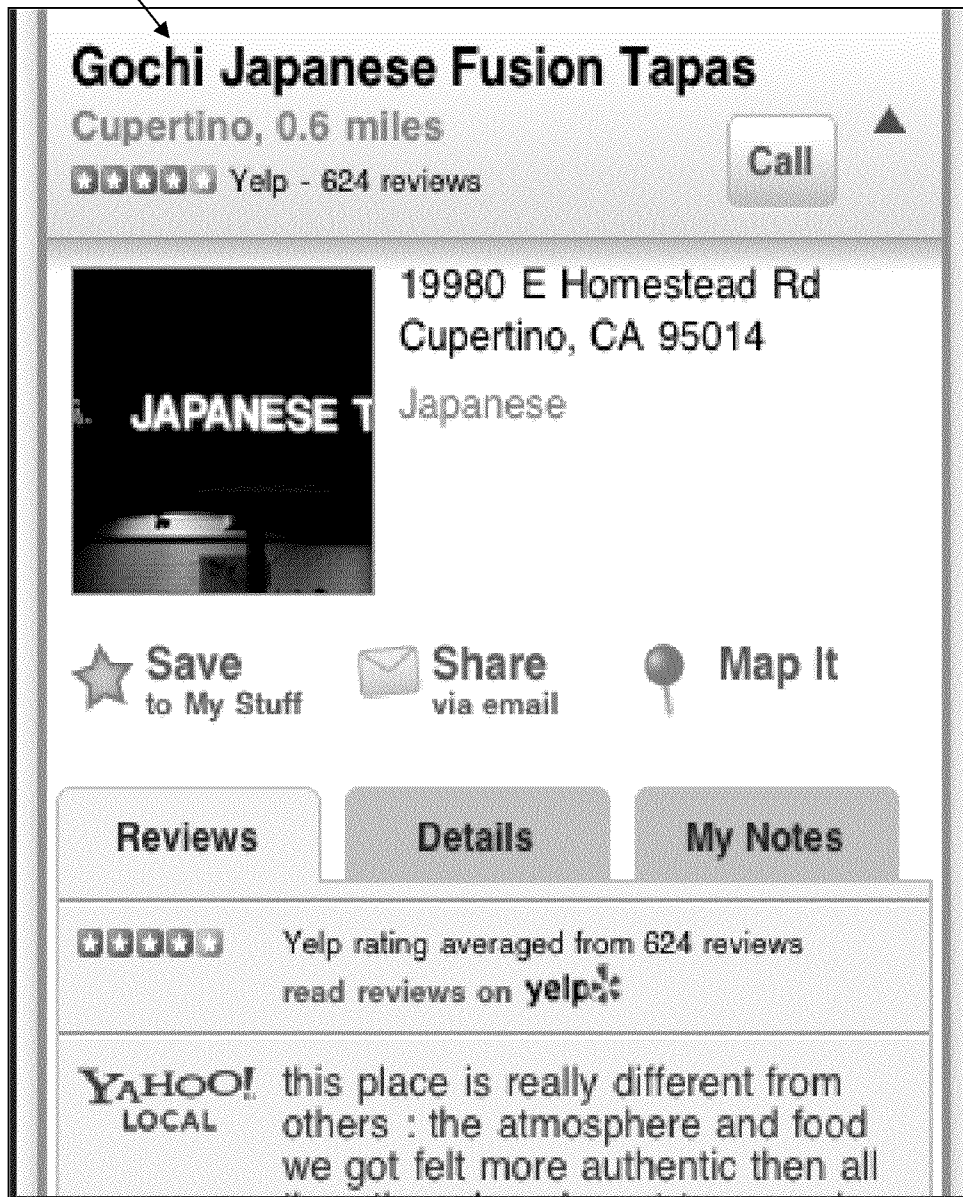 Gochi Japanese Fusion Tapas
Cupertino, 0.6 miles
Yelp - 624 reviews
Call
19980 E Homestead Rd
Cupertino, CA 95014
JAPANESE T
Japanese
Save
to My Stuff
Share
via email
Map It
Reviews
Details
My Notes
Yelp rating averaged from 624 reviews
read reviews on yelp
YAHOO!
LOCAL
this place is really different from
others : the atmosphere and food
we got felt more authentic then all